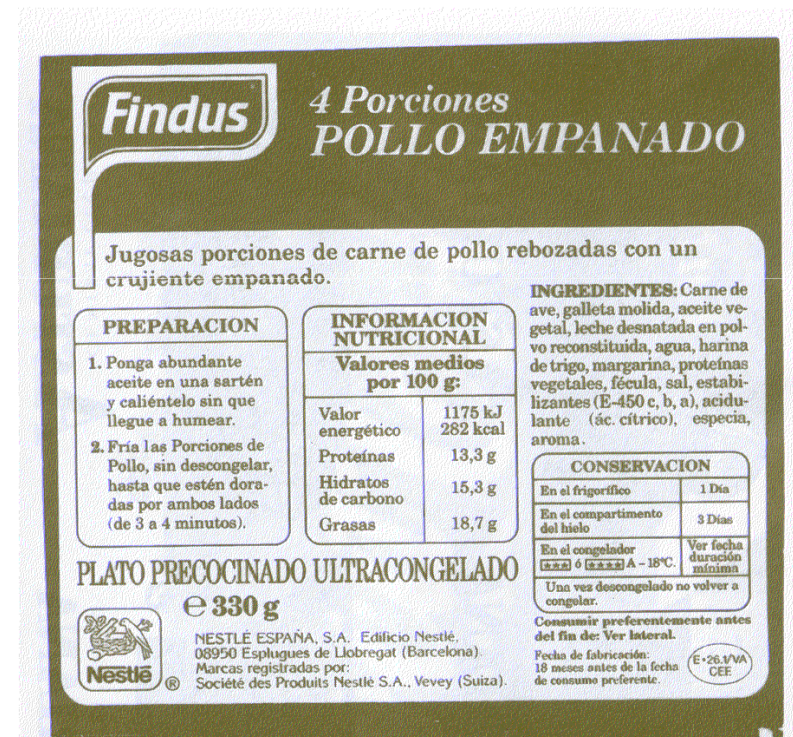 Findus
4 Porciones
POLLO EMPANADO
Jugosas porciones de carne de pollo rebozadas con un
crujiente empanado.
PREPARACION
1. Ponga abundante
aceite en una sartén
y caliéntelo sin que
llegue a humear.
2. Fría las Porciones de
Pollo, sin descongelar,
hasta que estén dora-
das por ambos lados
(de 3 a 4 minutos).
INFORMACION
NUTRICIONAL
Valores medios
por 100 g:
Valor
energético
1175 kJ
282 kcal
Proteínas 13,3 g
Hidratos
de carbono
15,3 g
Grasas 18,7 g
INGREDIENTES: Carne de
ave, galleta molida, aceite ve-
getal, leche desnatada en pol-
vo reconstituida, agua, harina
de trigo, margarina, proteínas
vegetales, fécula, sal, estabi-
lizantes (E-450 c, b, a), acidu-
lante (ác. cítrico), especia,
aroma.
CONSERVACION
En el frigorífico 1 Día
En el compartimento
del hielo
3 Días
En el congelador
*** ó **** A -18ºC.
Ver fecha
duración
mínima
Una vez descongelado no volver a
congelar.
Consumir preferentemente antes
del fin de: Ver lateral.
Fecha de fabricación:
18 meses antes de la fecha
de consumo preferente.
E-26.1/VA
CEE
PLATO PRECOCINADO ULTRACONGELADO
℮ 330 g
Nestlé ®
NESTLÉ ESPAÑA, S.A. Edificio Nestlé.
08950 Esplugues de Llobregat (Barcelona).
Marcas registradas por:
Société des Produits Nestlé S.A., Vevey (Suiza).